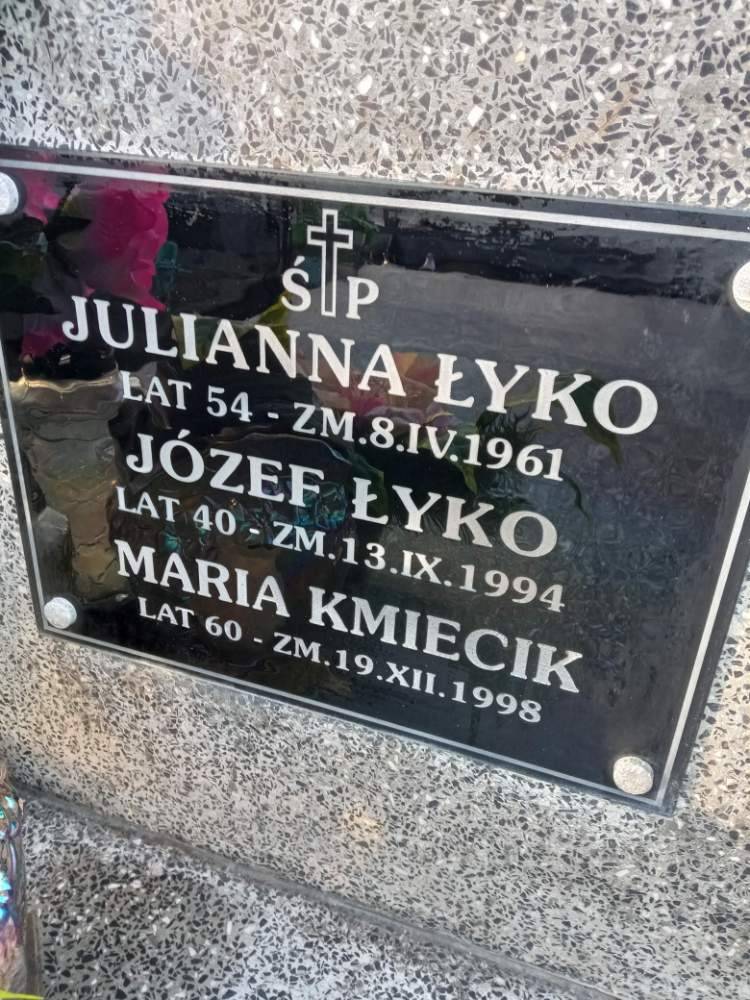 Ś P
JULIANNA ŁYKO
LAT 54 - ZM.8.IV.1961
JÓZEF ŁYKO
LAT 40 - ZM.13.IX.1994
MARIA KMIECIK
LAT 60 - ZM.19.XII.1998